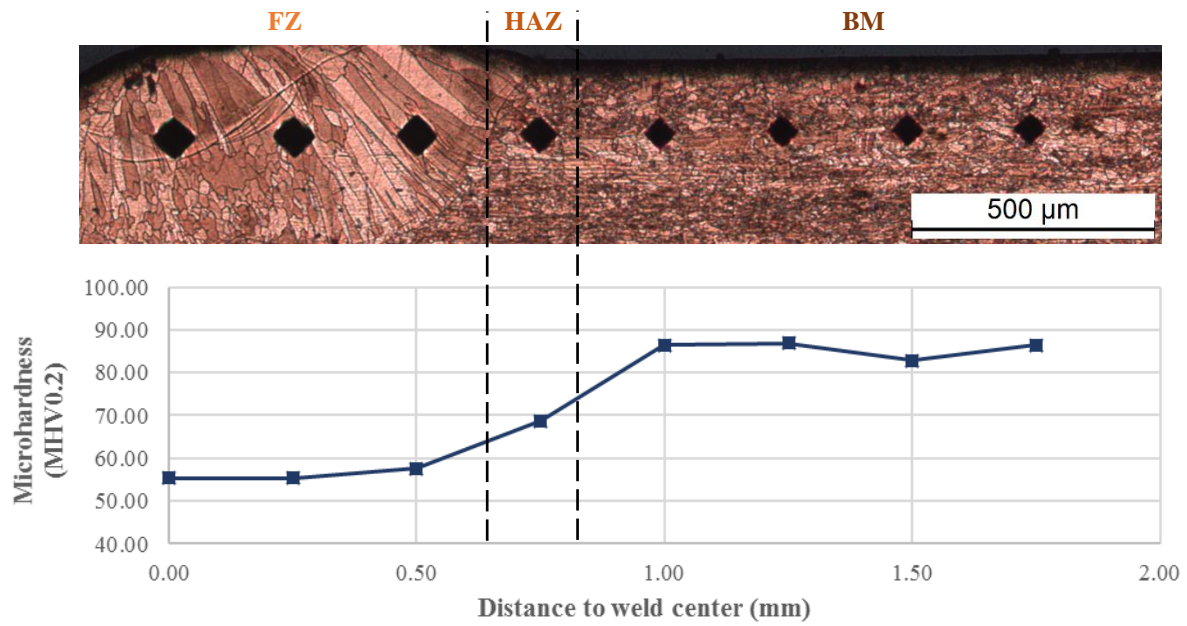 FZ HAZ BM
500 µm
100.00
90.00
80.00
70.00
60.00
50.00
40.00
Microhardness
(MHV0.2)
0.00 0.50 1.00 1.50 2.00
Distance to weld center (mm)